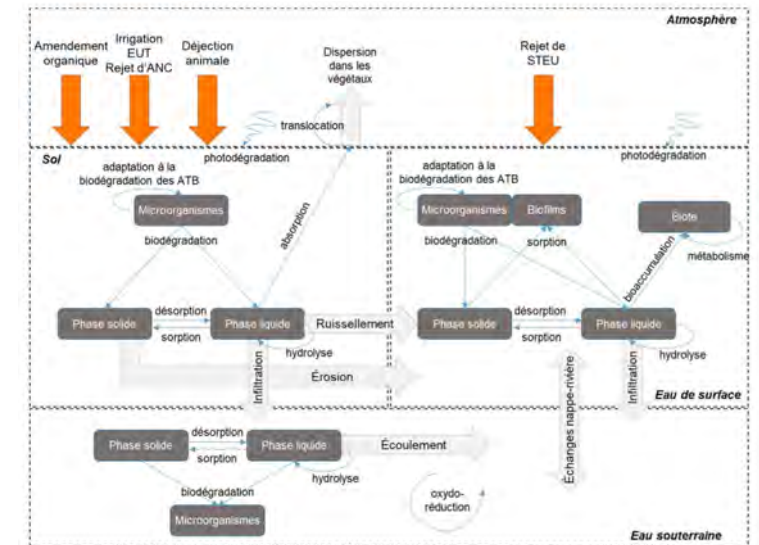 Atmosphère
Amendement
organique
Irrigation
EUT
Rejet d'ANC
Déjection
animale
Dispersion
dans les
végétaux
Rejet de
STEU
translocation
photodégradation
photodégradation
Sol
adaptation à la
biodégradation des ATB
Microorganismes
biodégradation
absorption
Phase solide
désorption
sorption
Phase liquide
hydrolyse
Ruissellement
Érosion
Infiltration
adaptation à la
biodégradation des ATB
Microorganismes
Biofilms
Biote
biodégradation
sorption
bioaccumulation
métabolisme
Phase solide
désorption
sorption
Phase liquide
hydrolyse
Infiltration
Échanges nappe-rivière
Eau de surface
Phase solide
désorption
sorption
Phase liquide
Écoulement
hydrolyse
biodégradation
Microorganismes
oxydo-
réduction
Eau souterraine